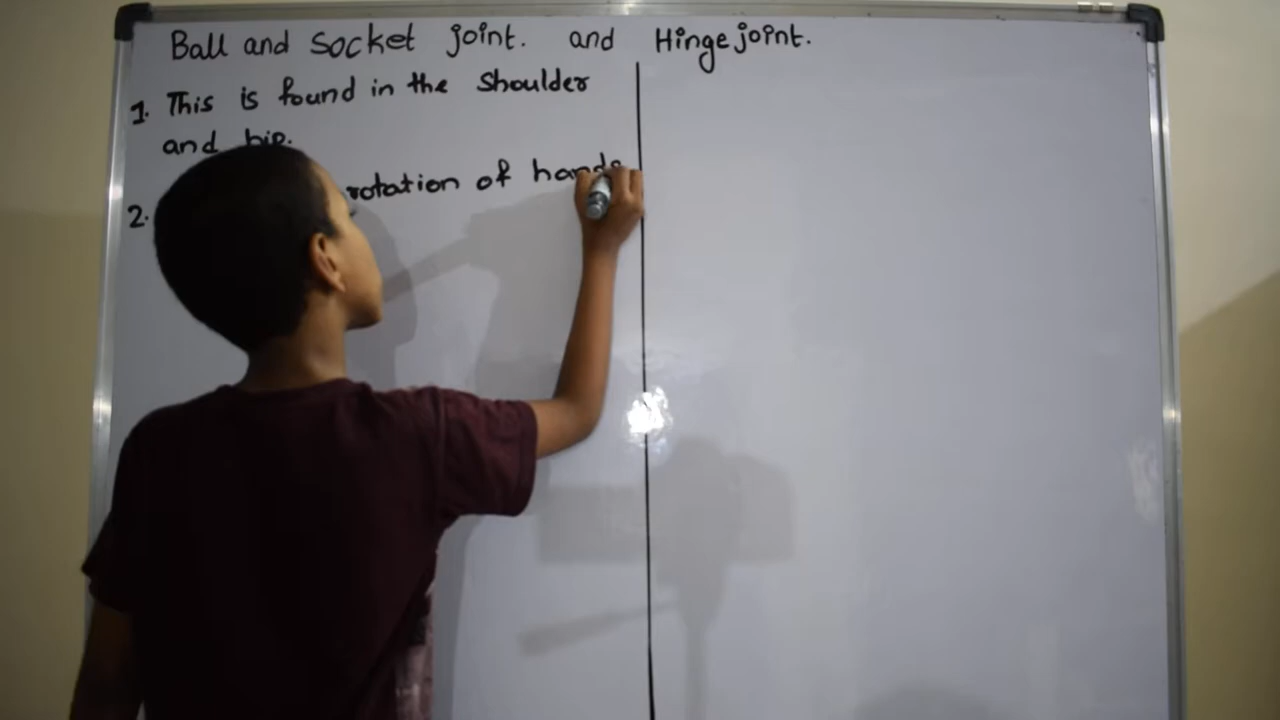 Ball and socket joint. and Hinge joint.
1. This is found in the shoulder
and hip.
2. rotation of hands